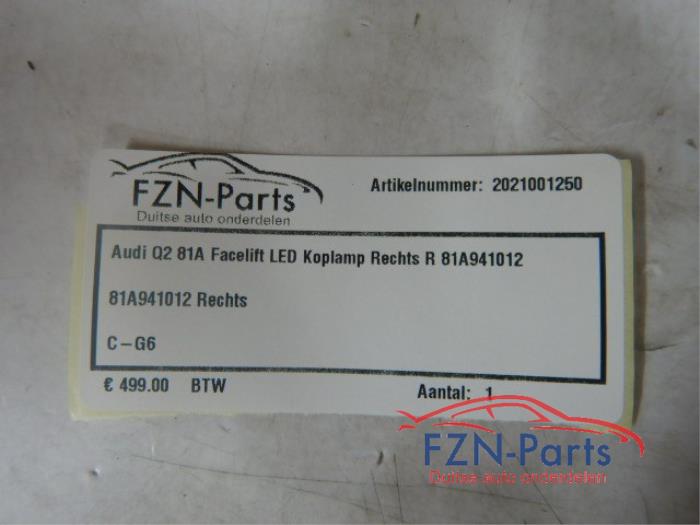 FZN-Parts
Duitse auto onderdelen
Artikelnummer: 2021001250
Audi Q2 81A Facelift LED Koplamp Rechts R 81A941012
81A941012 Rechts
C-G6
€ 499.00 BTW
Aantal: 1
FZN-Parts
Duitse auto onderdelen